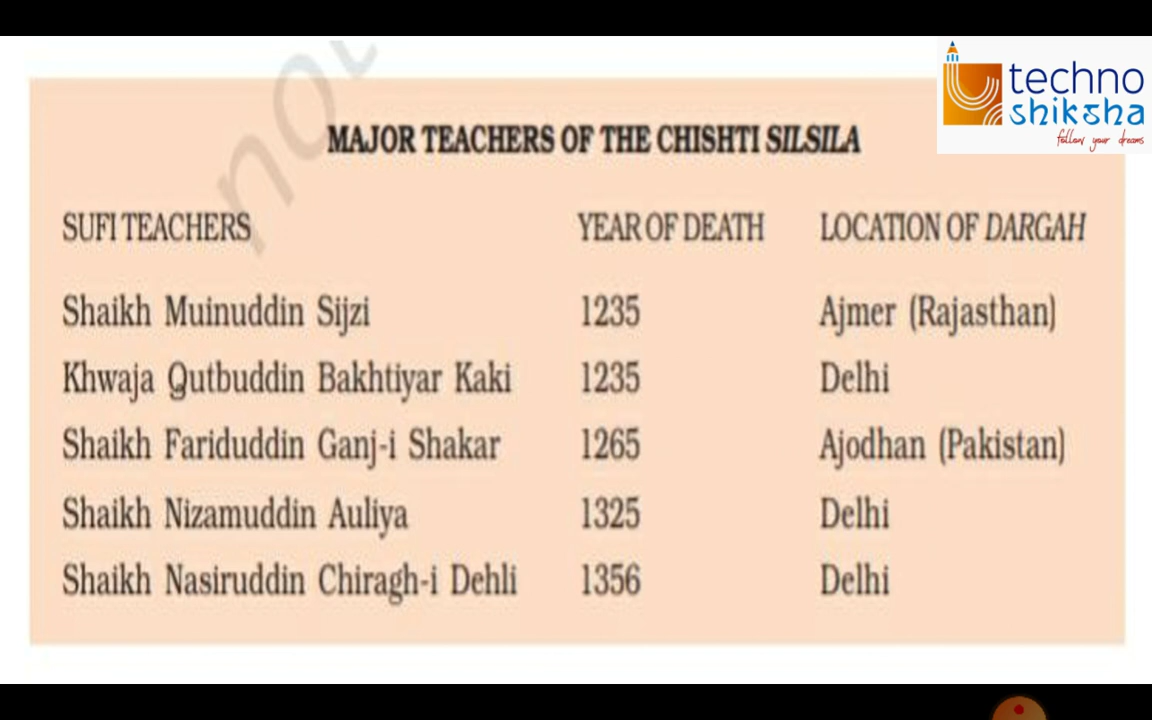 techno
shiksha
follow your dreams
MAJOR TEACHERS OF THE CHISHTI SILSILA
SUFI TEACHERS YEAR OF DEATH LOCATION OF DARGAH
Shaikh Muinuddin Sijzi 1235 Ajmer (Rajasthan)
Khwaja Qutbuddin Bakhtiyar Kaki 1235 Delhi
Shaikh Fariduddin Ganj-i Shakar 1265 Ajodhan (Pakistan)
Shaikh Nizamuddin Auliya 1325 Delhi
Shaikh Nasiruddin Chiragh-i Dehli 1356 Delhi